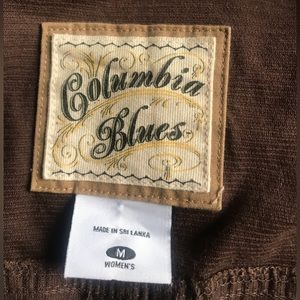 Columbia
Blues
MADE IN SRI LANKA
M
WOMEN'S